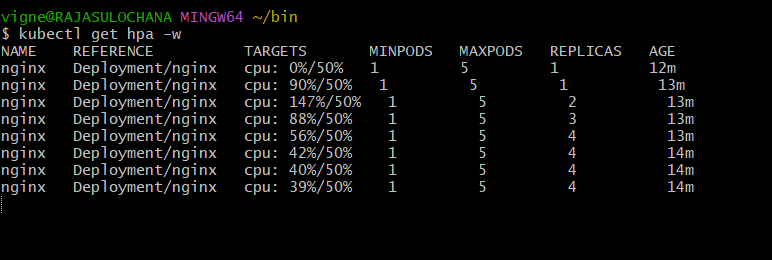 vigne@RAJASULOCHANA MINGW64 ~/bin
$ kubectl get hpa -w
NAME    REFERENCE          TARGETS       MINPODS   MAXPODS   REPLICAS   AGE
nginx   Deployment/nginx   cpu: 0%/50%   1         5         1          12m
nginx   Deployment/nginx   cpu: 90%/50%   1         5         1          13m
nginx   Deployment/nginx   cpu: 147%/50%   1         5         2          13m
nginx   Deployment/nginx   cpu: 88%/50%    1         5         3          13m
nginx   Deployment/nginx   cpu: 56%/50%    1         5         4          13m
nginx   Deployment/nginx   cpu: 42%/50%    1         5         4          14m
nginx   Deployment/nginx   cpu: 40%/50%    1         5         4          14m
nginx   Deployment/nginx   cpu: 39%/50%    1         5         4          14m